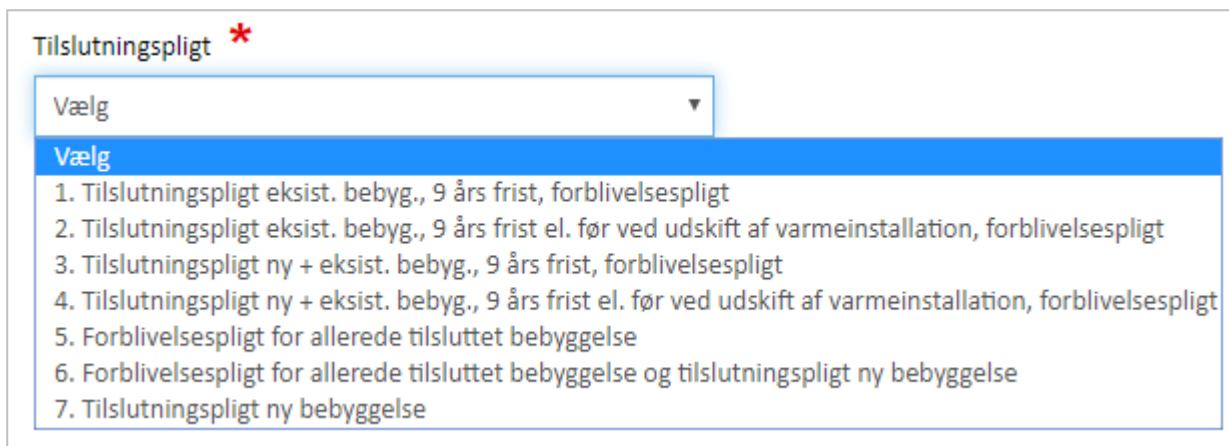 Tilslutningspligt *
Vælg
Vælg
1. Tilslutningspligt eksist. bebyg., 9 års frist, forblivelsespligt
2. Tilslutningspligt eksist. bebyg., 9 års frist el. før ved udskift af varmeinstallation, forblivelsespligt
3. Tilslutningspligt ny + eksist. bebyg., 9 års frist, forblivelsespligt
4. Tilslutningspligt ny + eksist. bebyg., 9 års frist el. før ved udskift af varmeinstallation, forblivelsespligt
5. Forblivelsespligt for allerede tilsluttet bebyggelse
6. Forblivelsespligt for allerede tilsluttet bebyggelse og tilslutningspligt ny bebyggelse
7. Tilslutningspligt ny bebyggelse